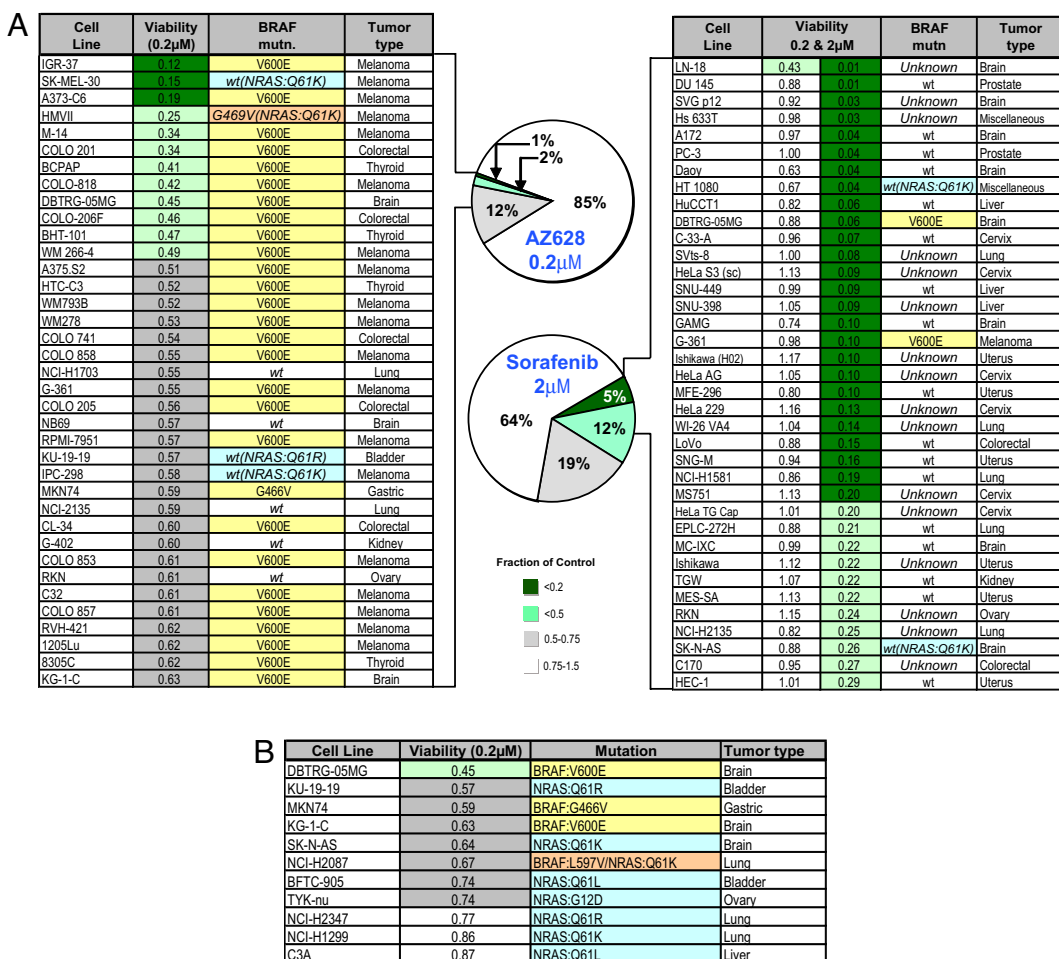 A
Cell Line Viability (0.2µM) BRAF mutn. Tumor type
IGR-37 0.12 V600E Melanoma
SK-MEL-30 0.15 wt(NRAS:Q61K) Melanoma
A373-C6 0.19 V600E Melanoma
HMVII 0.25 G469V(NRAS:Q61K) Melanoma
M-14 0.34 V600E Melanoma
COLO 201 0.34 V600E Colorectal
BCPAP 0.41 V600E Thyroid
COLO-818 0.42 V600E Melanoma
DBTRG-05MG 0.45 V600E Brain
COLO-206F 0.46 V600E Colorectal
BHT-101 0.47 V600E Thyroid
WM 266-4 0.49 V600E Melanoma
A375.S2 0.51 V600E Melanoma
HTC-C3 0.52 V600E Thyroid
WM793B 0.52 V600E Melanoma
WM278 0.53 V600E Melanoma
COLO 741 0.54 V600E Colorectal
COLO 858 0.55 V600E Melanoma
NCI-H1703 0.55 wt Lung
G-361 0.55 V600E Melanoma
COLO 205 0.56 V600E Colorectal
NB69 0.57 wt Brain
RPMI-7951 0.57 V600E Melanoma
KU-19-19 0.57 wt(NRAS:Q61R) Bladder
IPC-298 0.58 wt(NRAS:Q61K) Melanoma
MKN74 0.59 G466V Gastric
NCI-2135 0.59 wt Lung
CL-34 0.60 V600E Colorectal
G-402 0.60 wt Kidney
COLO 853 0.61 V600E Melanoma
RKN 0.61 wt Ovary
C32 0.61 V600E Melanoma
COLO 857 0.61 V600E Melanoma
RVH-421 0.62 V600E Melanoma
1205Lu 0.62 V600E Melanoma
8305C 0.62 V600E Thyroid
KG-1-C 0.63 V600E Brain
1%
2%
12%
85%
AZ628
0.2µM
Sorafenib
2µM
5%
64%
12%
19%
Fraction of Control
<0.2
<0.5
0.5-0.75
0.75-1.5
Cell Line Viability 0.2 & 2µM BRAF mutn Tumor type
LN-18 0.43 0.01 Unknown Brain
DU 145 0.88 0.01 wt Prostate
SVG p12 0.92 0.03 Unknown Brain
Hs 633T 0.98 0.03 Unknown Miscellaneous
A172 0.97 0.04 wt Brain
PC-3 1.00 0.04 wt Prostate
Daoy 0.63 0.04 wt Brain
HT 1080 0.67 0.04 wt(NRAS:Q61K) Miscellaneous
HuCCT1 0.82 0.06 wt Liver
DBTRG-05MG 0.88 0.06 V600E Brain
C-33-A 0.96 0.07 wt Cervix
SVts-8 1.00 0.08 Unknown Lung
HeLa S3 (sc) 1.13 0.09 Unknown Cervix
SNU-449 0.99 0.09 wt Liver
SNU-398 1.05 0.09 Unknown Liver
GAMG 0.74 0.10 wt Brain
G-361 0.98 0.10 V600E Melanoma
Ishikawa (H02) 1.17 0.10 Unknown Uterus
HeLa AG 1.05 0.10 Unknown Cervix
MFE-296 0.80 0.10 wt Uterus
HeLa 229 1.16 0.13 Unknown Cervix
WI-26 VA4 1.04 0.14 Unknown Lung
LoVo 0.88 0.15 wt Colorectal
SNG-M 0.94 0.16 wt Uterus
NCI-H1581 0.86 0.19 wt Lung
MS751 1.13 0.20 Unknown Cervix
HeLa TG Cap 1.01 0.20 Unknown Cervix
EPLC-272H 0.88 0.21 wt Lung
MC-IXC 0.99 0.22 wt Brain
Ishikawa 1.12 0.22 Unknown Uterus
TGW 1.07 0.22 wt Kidney
MES-SA 1.13 0.22 wt Uterus
RKN 1.15 0.24 Unknown Ovary
NCI-H2135 0.82 0.25 Unknown Lung
SK-N-AS 0.88 0.26 wt(NRAS:Q61K) Brain
C170 0.95 0.27 Unknown Colorectal
HEC-1 1.01 0.29 wt Uterus
B
Cell Line Viability (0.2µM) Mutation Tumor type
DBTRG-05MG 0.45 BRAF:V600E Brain
KU-19-19 0.57 NRAS:Q61R Bladder
MKN74 0.59 BRAF:G466V Gastric
KG-1-C 0.63 BRAF:V600E Brain
SK-N-AS 0.64 NRAS:Q61K Brain
NCI-H2087 0.67 BRAF:L597V/NRAS:Q61K Lung
BFTC-905 0.74 NRAS:Q61L Bladder
TYK-nu 0.74 NRAS:G12D Ovary
NCI-H2347 0.77 NRAS:Q61R Lung
NCI-H1299 0.86 NRAS:Q61K Lung
C3A 0.87 NRAS:Q61L Liver